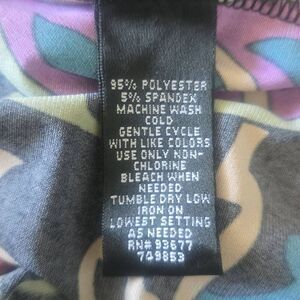 95% POLYESTER
5% SPANDEX
MACHINE WASH
COLD
GENTLE CYCLE
WITH LIKE COLORS
USE ONLY NON-
CHLORINE
BLEACH WHEN
NEEDED
TUMBLE DRY LOW
IRON ON
LOWEST SETTING
AS NEEDED
RN# 93677
749853